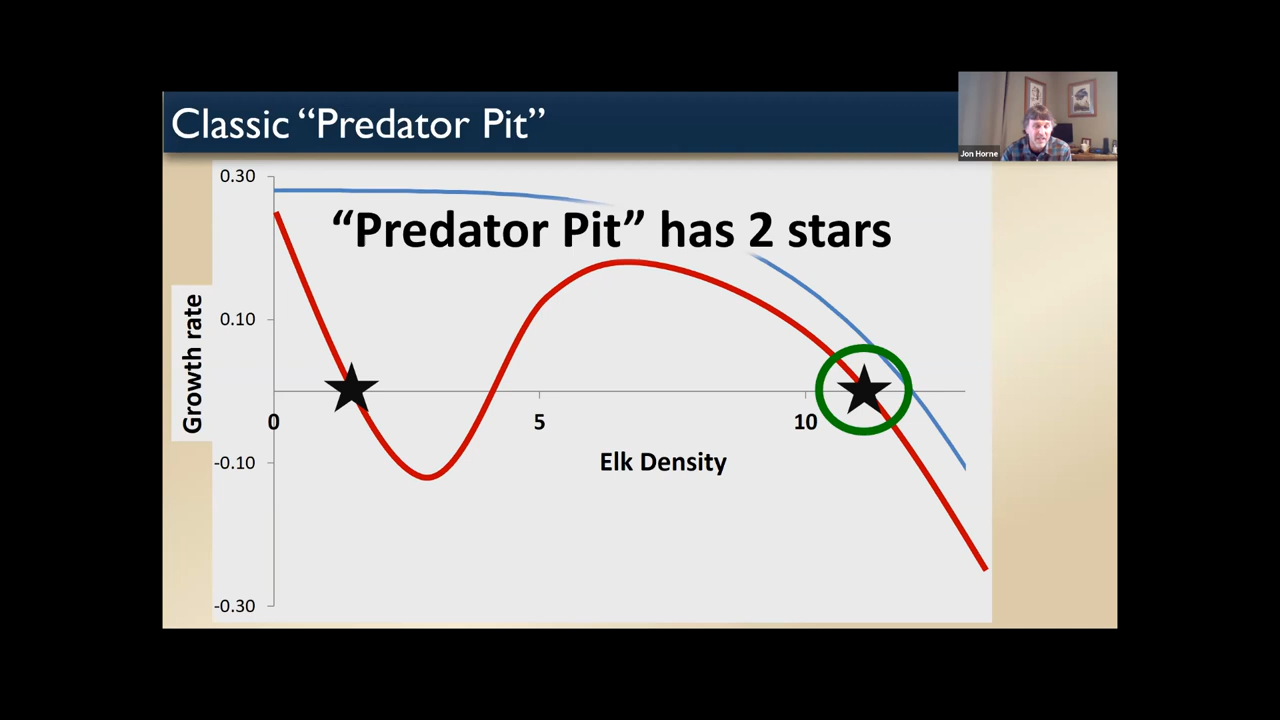 Classic “Predator Pit”
Jon Horne
0.30
“Predator Pit” has 2 stars
0.10
Growth rate
0
5
10
-0.10
Elk Density
-0.30